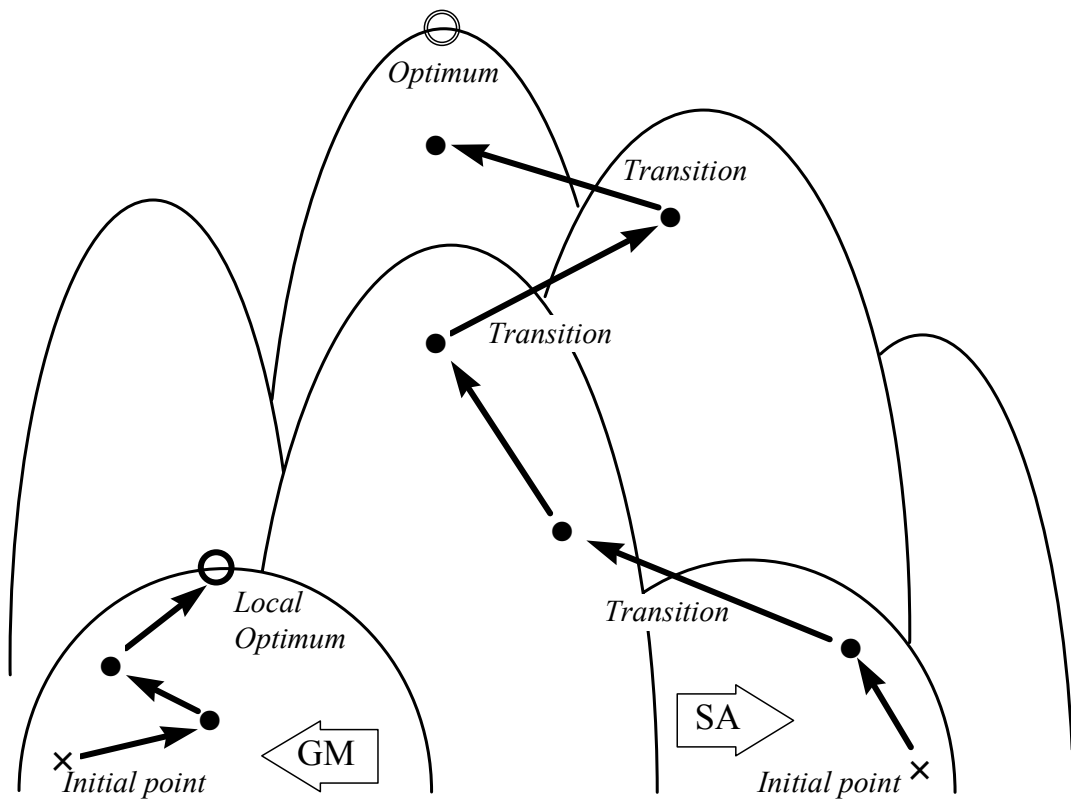 Optimum
Transition
Transition
Local
Optimum
Transition
SA
GM
Initial point
Initial point